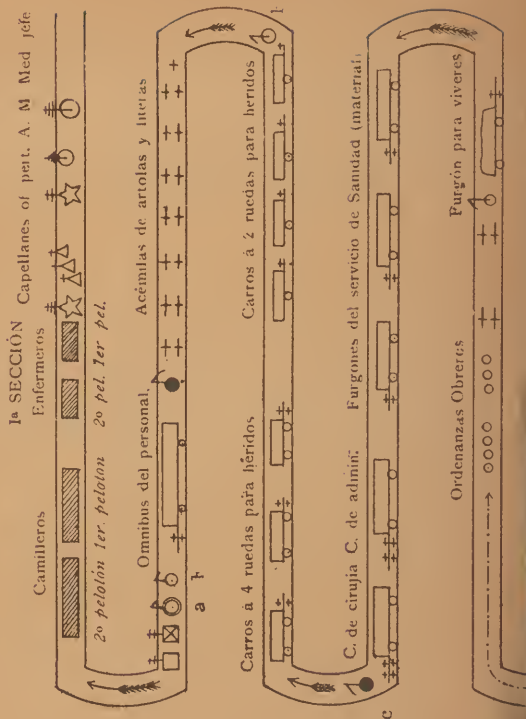 Iª SECCIÓN
Camilleros Enfermeros Capellanes of pert. A. M Med jefe
2º pelotón 1er. pelotón 2º pel. 1er pel.
Omnibus del personal. Acémilas de artolas y literas
a b
Carros à 4 ruedas para heridos Carros à 2 ruedas para heridos
C. de cirujia C. de admin: Furgones del servicio de Sanidad (material)
c
Ordenanzas Obreros Furgón para viveres